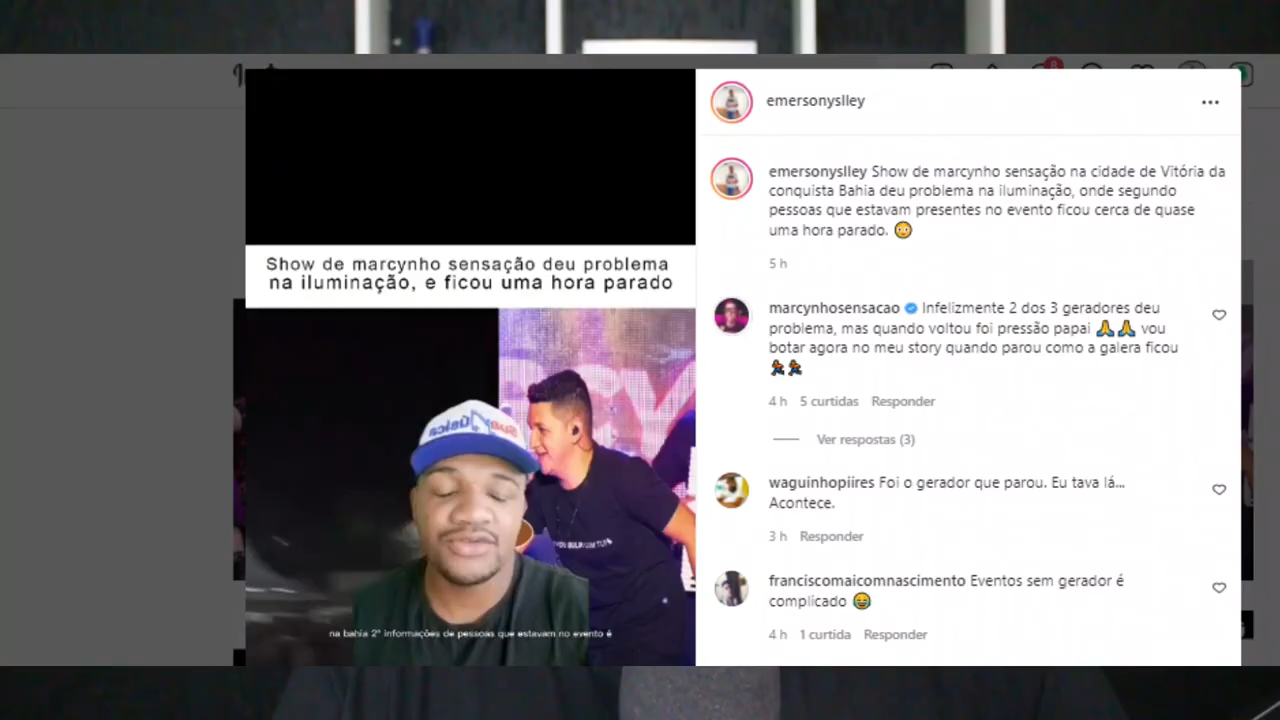 Show de marcynho sensação deu problema
na iluminação, e ficou uma hora parado
na bahia 2° informações de pessoas que estavam no evento é
emersonyslley
emersonyslley Show de marcynho sensação na cidade de Vitória da
conquista Bahia deu problema na iluminação, onde segundo
pessoas que estavam presentes no evento ficou cerca de quase
uma hora parado. 😳
5 h
marcynhosensacao Infelizmente 2 dos 3 geradores deu
problema, mas quando voltou foi pressão papai 🙏🙏 vou
botar agora no meu story quando parou como a galera ficou
4 h 5 curtidas Responder
Ver respostas (3)
waguinhopiires Foi o gerador que parou. Eu tava lá...
Acontece.
3 h Responder
franciscomaicomnascimento Eventos sem gerador é
complicado 😂
4 h 1 curtida Responder